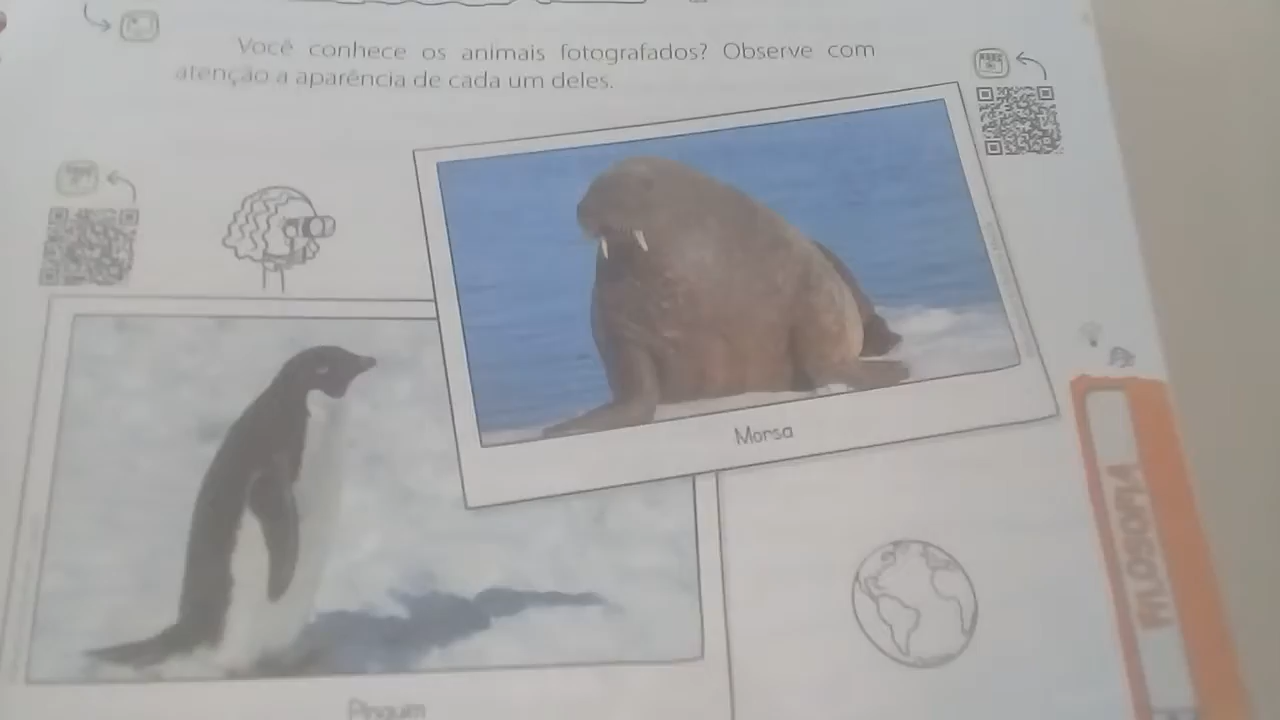 Você conhece os animais fotografados? Observe com
atenção a aparência de cada um deles.
Morsa
Pinguim
FILOSOFIA